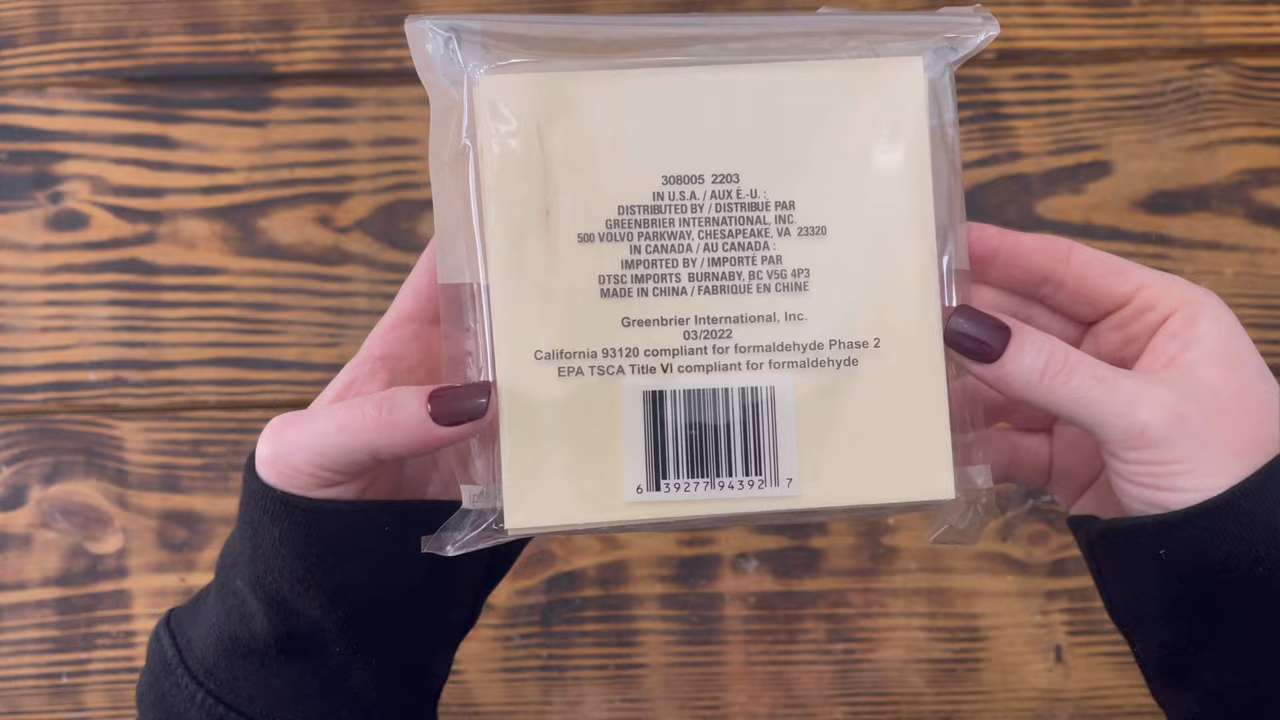 308005 2203
IN U.S.A. / AUX É.-U. :
DISTRIBUTED BY / DISTRIBUÉ PAR
GREENBRIER INTERNATIONAL, INC.
500 VOLVO PARKWAY, CHESAPEAKE, VA 23320
IN CANADA / AU CANADA :
IMPORTED BY / IMPORTÉ PAR
DTSC IMPORTS BURNABY, BC V5G 4P3
MADE IN CHINA / FABRIQUÉ EN CHINE
Greenbrier International, Inc.
03/2022
California 93120 compliant for formaldehyde Phase 2
EPA TSCA Title VI compliant for formaldehyde
6 39277 94392 7